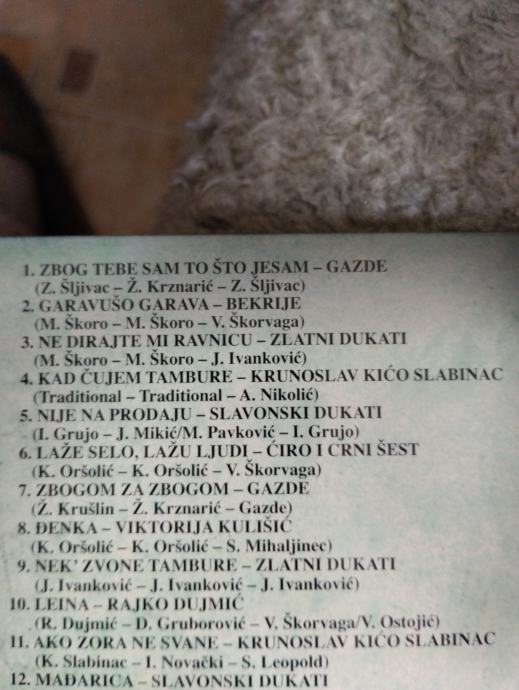 1. ZBOG TEBE SAM TO ŠTO JESAM – GAZDE
(Z. Šljivac – Ž. Krznarić – Z. Šljivac)
2. GARAVUŠO GARAVA – BEKRIJE
(M. Škoro – M. Škoro – V. Škorvaga)
3. NE DIRAJTE MI RAVNICU – ZLATNI DUKATI
(M. Škoro – M. Škoro – J. Ivanković)
4. KAD ČUJEM TAMBURE – KRUNOSLAV KIĆO SLABINAC
(Traditional – Traditional – A. Nikolić)
5. NIJE NA PRODAJU – SLAVONSKI DUKATI
(I. Grujo – J. Mikić/M. Pavković – I. Grujo)
6. LAŽE SELO, LAŽU LJUDI – ĆIRO I CRNI ŠEST
(K. Oršolić – K. Oršolić – V. Škorvaga)
7. ZBOGOM ZA ZBOGOM – GAZDE
(Ž. Krušlin – Ž. Krznarić – Gazde)
8. ĐENKA – VIKTORIJA KULIŠIĆ
(K. Oršolić – K. Oršolić – S. Mihaljinec)
9. NEK' ZVONE TAMBURE – ZLATNI DUKATI
(J. Ivanković – J. Ivanković – J. Ivanković)
10. LEINA – RAJKO DUJMIĆ
(R. Dujmić – D. Gruborović – V. Škorvaga/V. Ostojić)
11. AKO ZORA NE SVANE – KRUNOSLAV KIĆO SLABINAC
(K. Slabinac – I. Novački – S. Leopold)
12. MAĐARICA – SLAVONSKI DUKATI